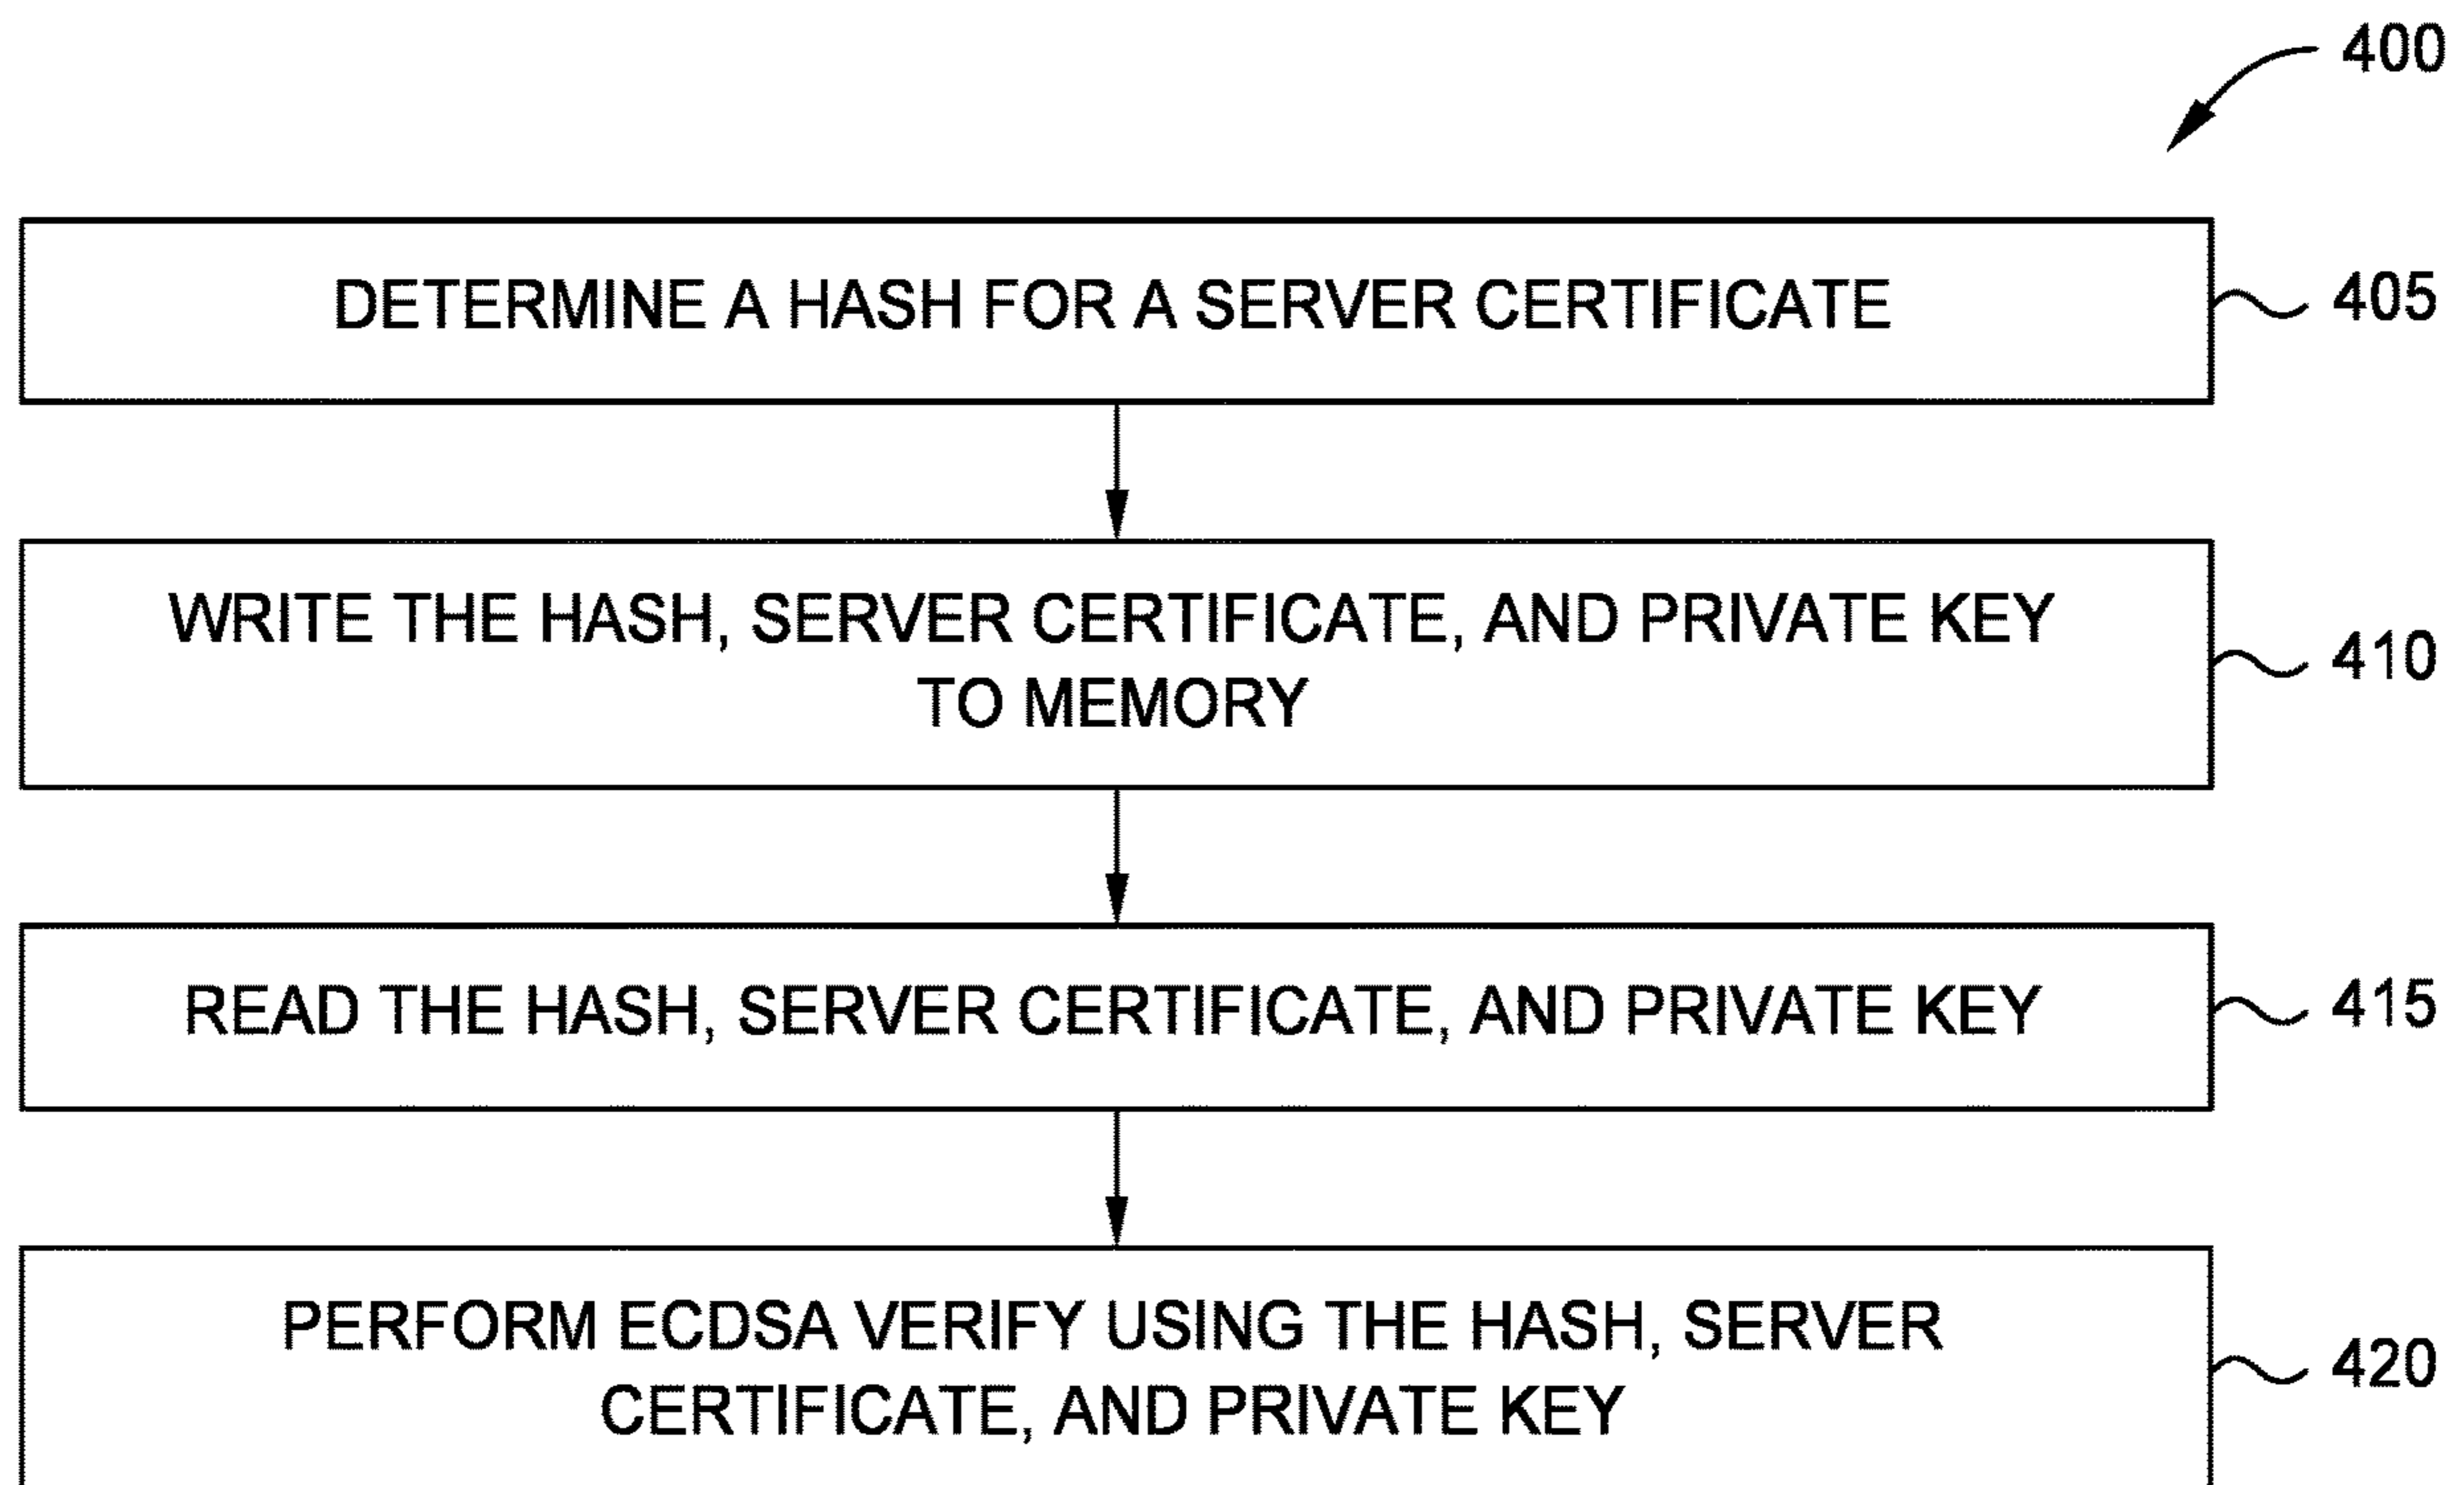 400
DETERMINE A HASH FOR A SERVER CERTIFICATE
405
WRITE THE HASH, SERVER CERTIFICATE, AND PRIVATE KEY
TO MEMORY
410
READ THE HASH, SERVER CERTIFICATE, AND PRIVATE KEY
415
PERFORM ECDSA VERIFY USING THE HASH, SERVER
CERTIFICATE, AND PRIVATE KEY
420